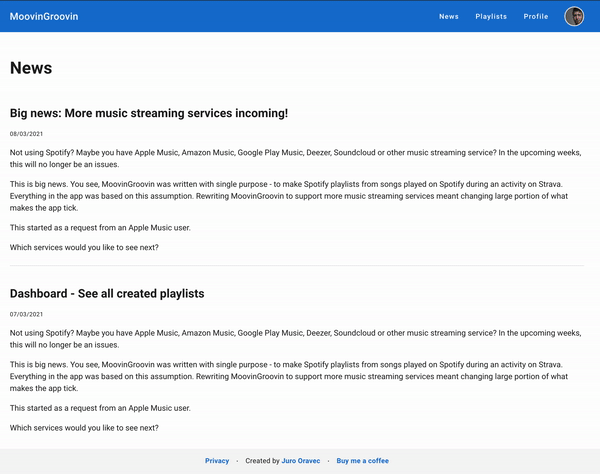 MoovinGroovin
News Playlists Profile
News
Big news: More music streaming services incoming!
08/03/2021
Not using Spotify? Maybe you have Apple Music, Amazon Music, Google Play Music, Deezer, Soundcloud or other music streaming service? In the upcoming weeks,
this will no longer be an issues.
This is big news. You see, MoovinGroovin was written with single purpose - to make Spotify playlists from songs played on Spotify during an activity on Strava.
Everything in the app was based on this assumption. Rewriting MoovinGroovin to support more music streaming services meant changing large portion of what
makes the app tick.
This started as a request from an Apple Music user.
Which services would you like to see next?
Dashboard - See all created playlists
07/03/2021
Not using Spotify? Maybe you have Apple Music, Amazon Music, Google Play Music, Deezer, Soundcloud or other music streaming service? In the upcoming weeks,
this will no longer be an issues.
This is big news. You see, MoovinGroovin was written with single purpose - to make Spotify playlists from songs played on Spotify during an activity on Strava.
Everything in the app was based on this assumption. Rewriting MoovinGroovin to support more music streaming services meant changing large portion of what
makes the app tick.
This started as a request from an Apple Music user.
Which services would you like to see next?
Privacy · Created by Juro Oravec · Buy me a coffee